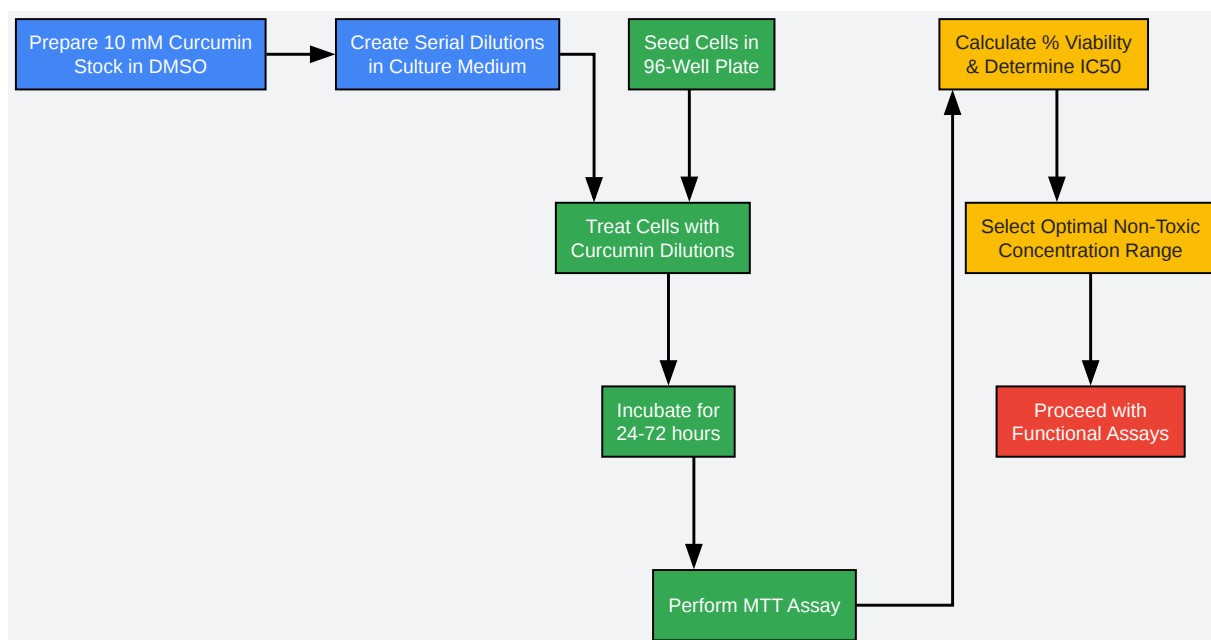 Prepare 10 mM Curcumin
Stock in DMSO
Create Serial Dilutions
in Culture Medium
Seed Cells in
96-Well Plate
Treat Cells with
Curcumin Dilutions
Incubate for
24-72 hours
Perform MTT Assay
Calculate % Viability
& Determine IC50
Select Optimal Non-Toxic
Concentration Range
Proceed with
Functional Assays